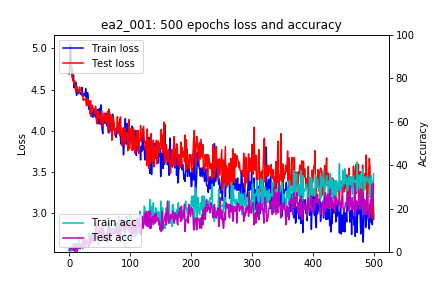 ea2_001: 500 epochs loss and accuracy
5.0
4.5
4.0
3.5
3.0
Loss
Train loss
Test loss
Train acc
Test acc
100
80
60
40
20
0
Accuracy
0 100 200 300 400 500